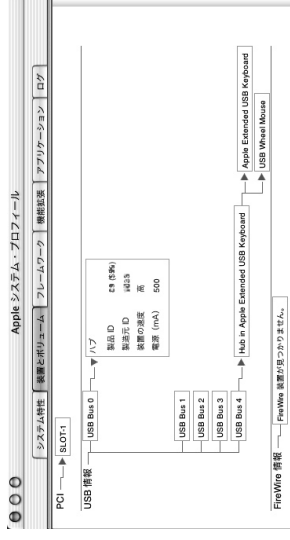 Apple システム・プロフィール
システム特性 装置とボリューム フレームワーク 機能拡張 アプリケーション ログ
PCI SLOT-1
USB 情報
USB Bus 0 ハブ
製品 ID
製造元 ID
装置の速度 高
電源（mA） 500
USB Bus 1
USB Bus 2
USB Bus 3
USB Bus 4 Hub in Apple Extended USB Keyboard Apple Extended USB Keyboard
USB Wheel Mouse
FireWire 情報 FireWire 装置が見つかりません。